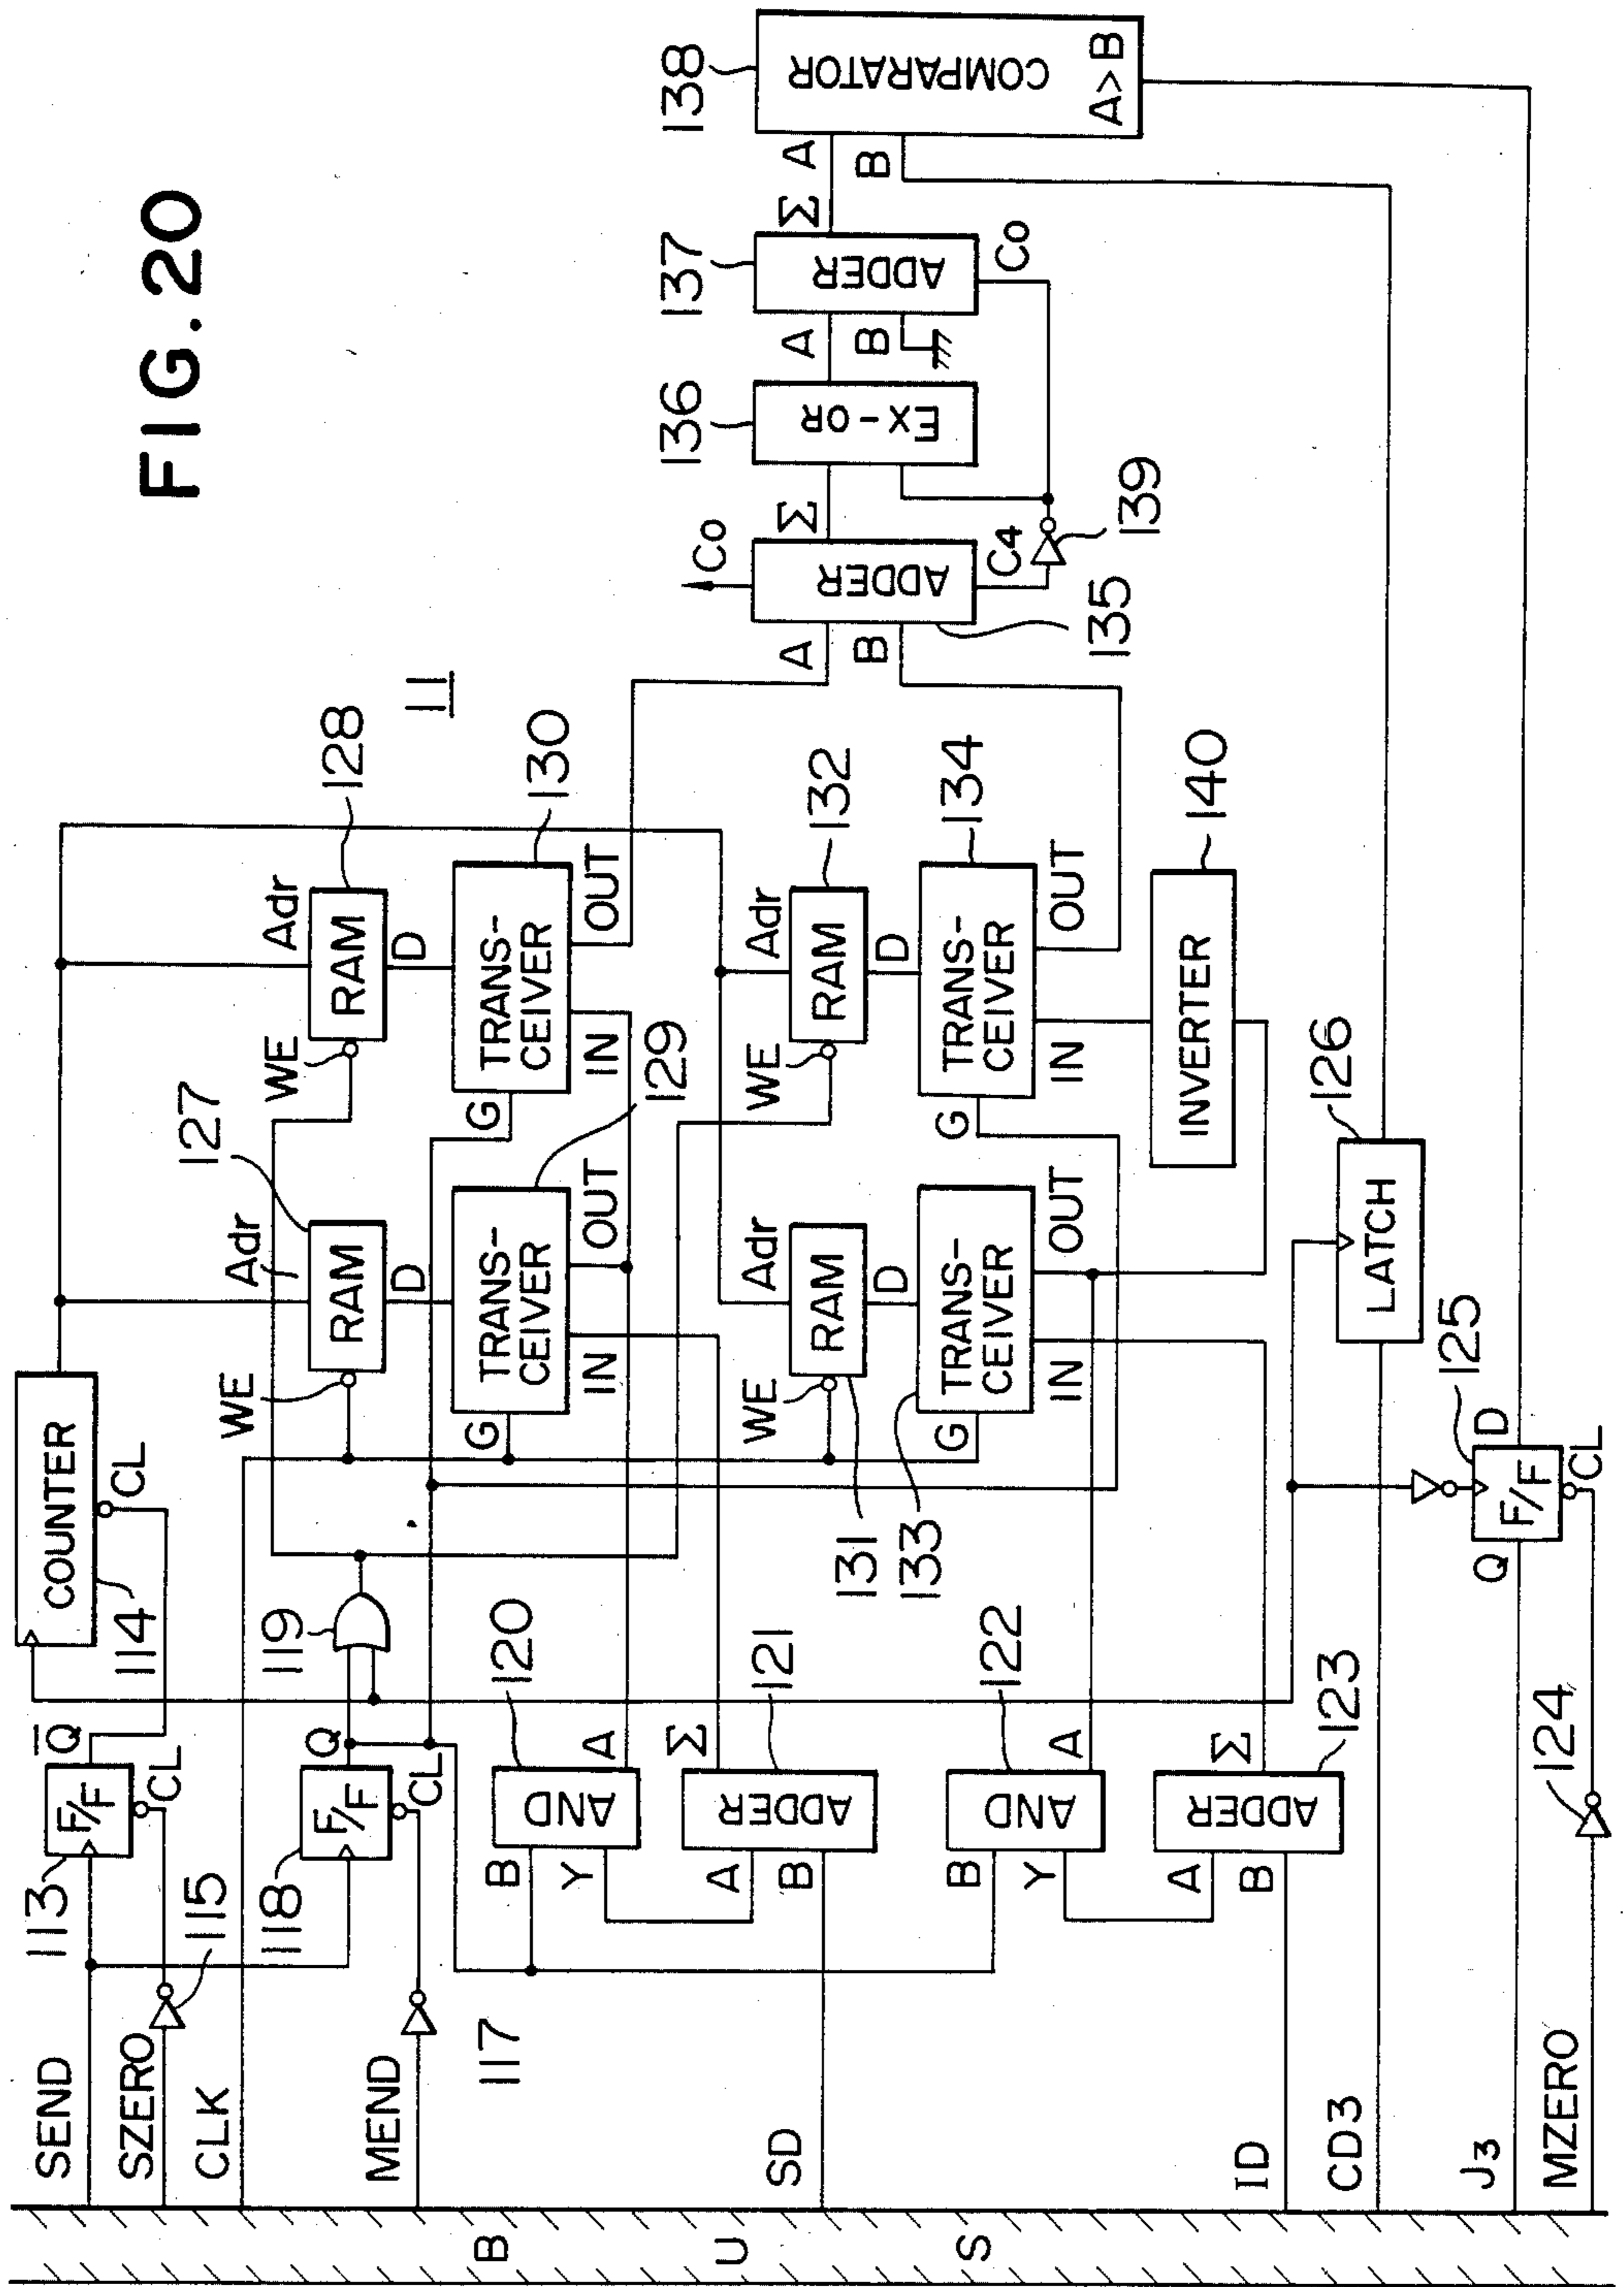 FIG. 20
11
SEND
SZERO
CLK
MEND
SD
ID
CD3
J3
MZERO
B U S
113
F/F
Q̅
CL
115
COUNTER
CL
114
118
F/F
Q
CL
117
119
120
AND
B
Y
A
121
ADDER
A
B
Σ
122
AND
B
Y
A
123
ADDER
A
B
Σ
124
125
F/F
Q
D
CL
126
LATCH
127
Adr
RAM
WE
D
128
Adr
RAM
WE
D
129
TRANS-
CEIVER
G
IN
OUT
130
TRANS-
CEIVER
G
IN
OUT
131
Adr
RAM
WE
D
132
Adr
RAM
WE
D
133
TRANS-
CEIVER
G
IN
OUT
134
TRANS-
CEIVER
G
IN
OUT
140
INVERTER
135
ADDER
A
B
Co
C4
Σ
139
136
Ex-OR
137
ADDER
A
B
Co
Σ
138
COMPARATOR
A
B
A>B